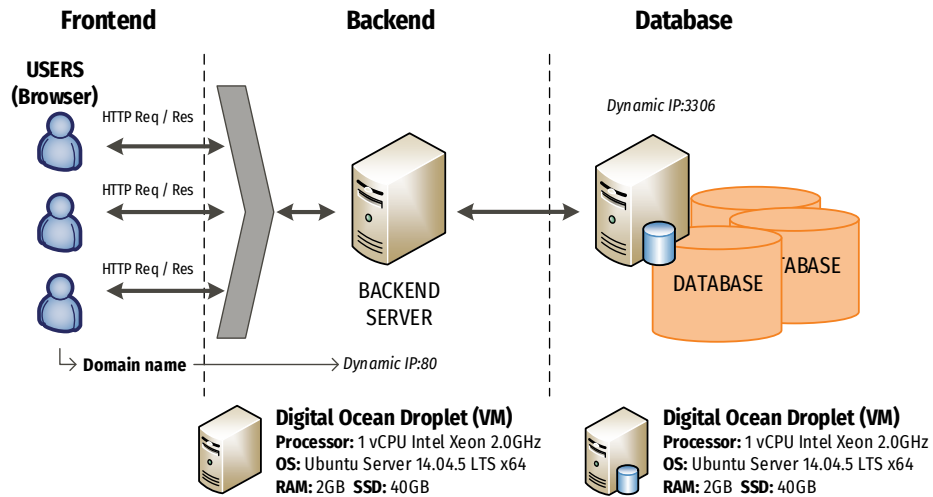 Frontend
Backend
Database
USERS
(Browser)
Dynamic IP:3306
HTTP Req / Res
HTTP Req / Res
HTTP Req / Res
BACKEND
SERVER
DATABASE
TABASE
Domain name
Dynamic IP:80
Digital Ocean Droplet (VM)
Processor: 1 vCPU Intel Xeon 2.0GHz
OS: Ubuntu Server 14.04.5 LTS x64
RAM: 2GB SSD: 40GB
Digital Ocean Droplet (VM)
Processor: 1 vCPU Intel Xeon 2.0GHz
OS: Ubuntu Server 14.04.5 LTS x64
RAM: 2GB SSD: 40GB